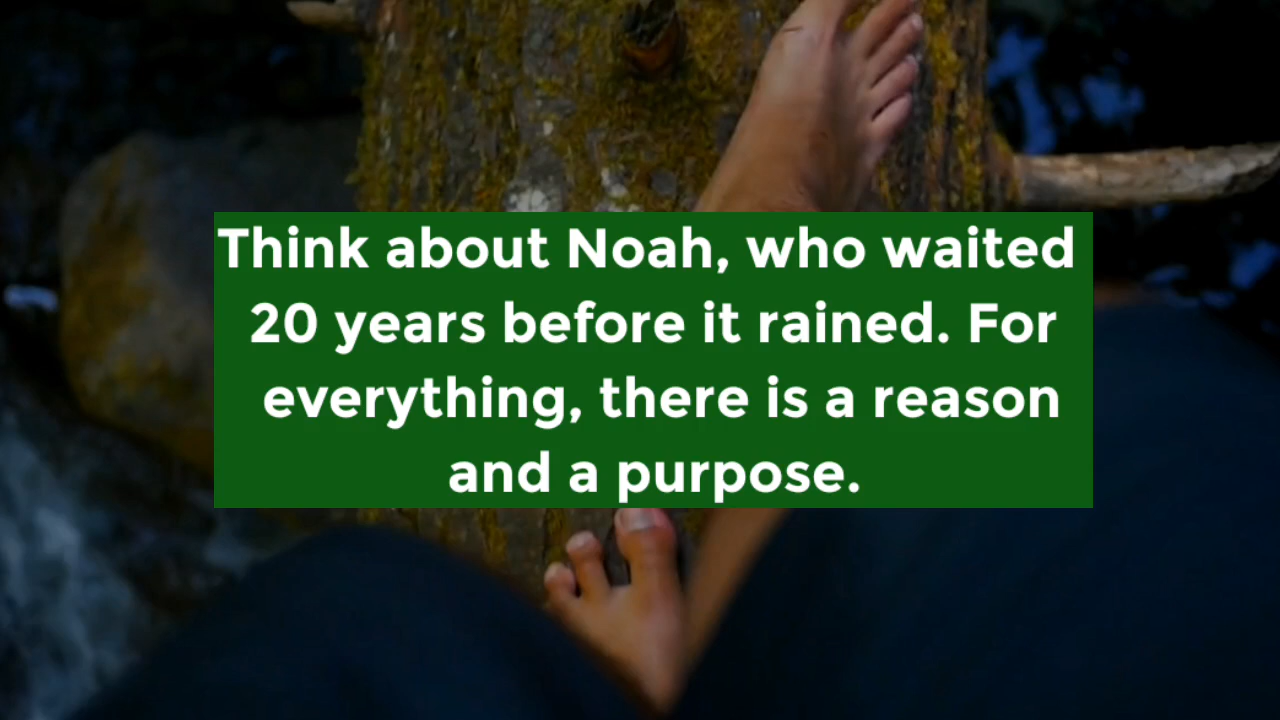 Think about Noah, who waited
20 years before it rained. For
everything, there is a reason
and a purpose.